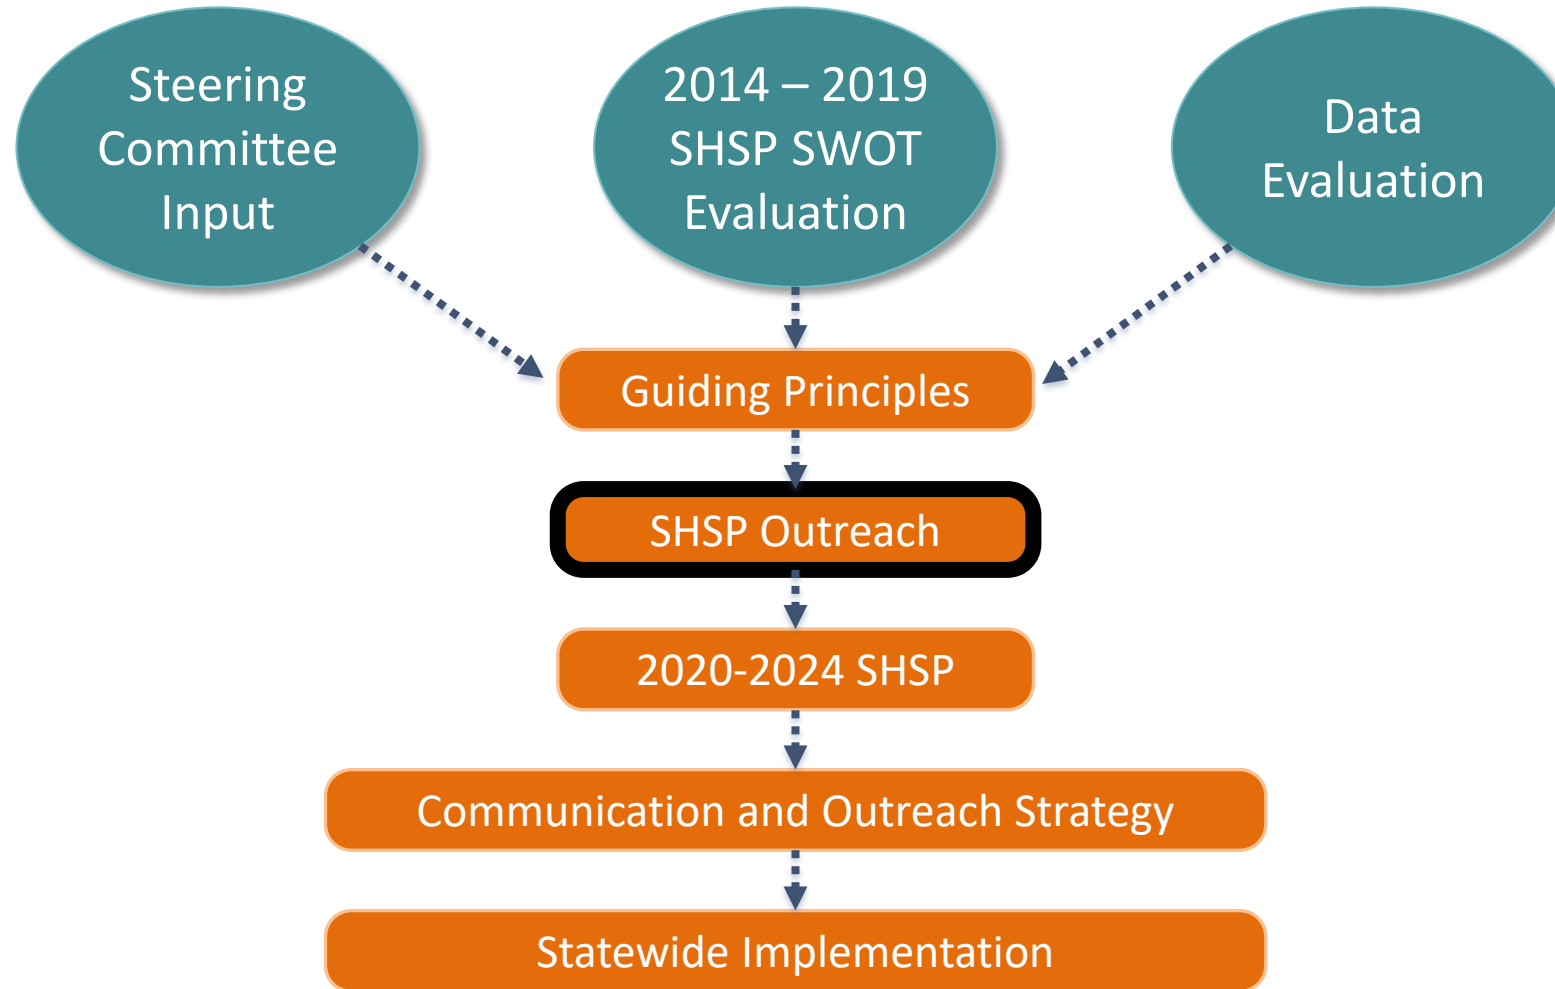 Steering
Committee
Input
2014 – 2019
SHSP SWOT
Evaluation
Data
Evaluation
Guiding Principles
SHSP Outreach
2020-2024 SHSP
Communication and Outreach Strategy
Statewide Implementation